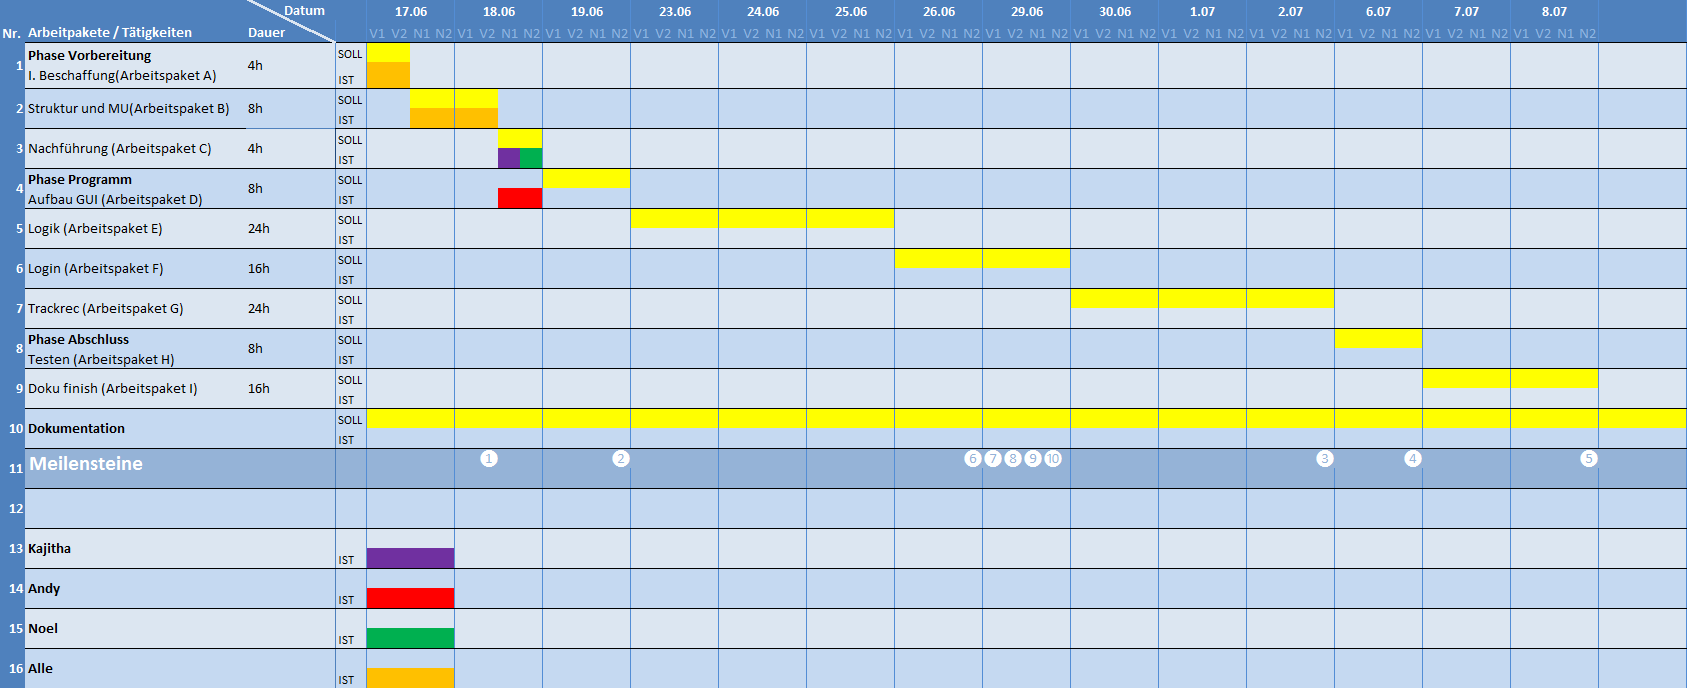 Datum 17.06 18.06 19.06 23.06 24.06 25.06 26.06 29.06 30.06 1.07 2.07 6.07 7.07 8.07
Nr. Arbeitpakete / Tätigkeiten Dauer V1 V2 N1 N2 V1 V2 N1 N2 V1 V2 N1 N2 V1 V2 N1 N2 V1 V2 N1 N2 V1 V2 N1 N2 V1 V2 N1 N2 V1 V2 N1 N2 V1 V2 N1 N2 V1 V2 N1 N2 V1 V2 N1 N2 V1 V2 N1 N2 V1 V2 N1 N2 V1 V2 N1 N2
Phase Vorbereitung SOLL
1 4h
I. Beschaffung(Arbeitspaket A) IST
SOLL
2 Struktur und MU(Arbeitspaket B) 8h
IST
SOLL
3 Nachführung (Arbeitspaket C) 4h
IST
Phase Programm SOLL
4 8h
Aufbau GUI (Arbeitspaket D) IST
SOLL
5 Logik (Arbeitspaket E) 24h
IST
SOLL
6 Login (Arbeitspaket F) 16h
IST
SOLL
7 Trackrec (Arbeitspaket G) 24h
IST
Phase Abschluss SOLL
8 8h
Testen (Arbeitspaket H) IST
SOLL
9 Doku finish (Arbeitspaket I) 16h
IST
SOLL
10 Dokumentation
IST
11 Meilensteine 1 2 6 7 8 9 10 3 4 5
12
13 Kajitha
IST
14 Andy
IST
15 Noel
IST
16 Alle
IST